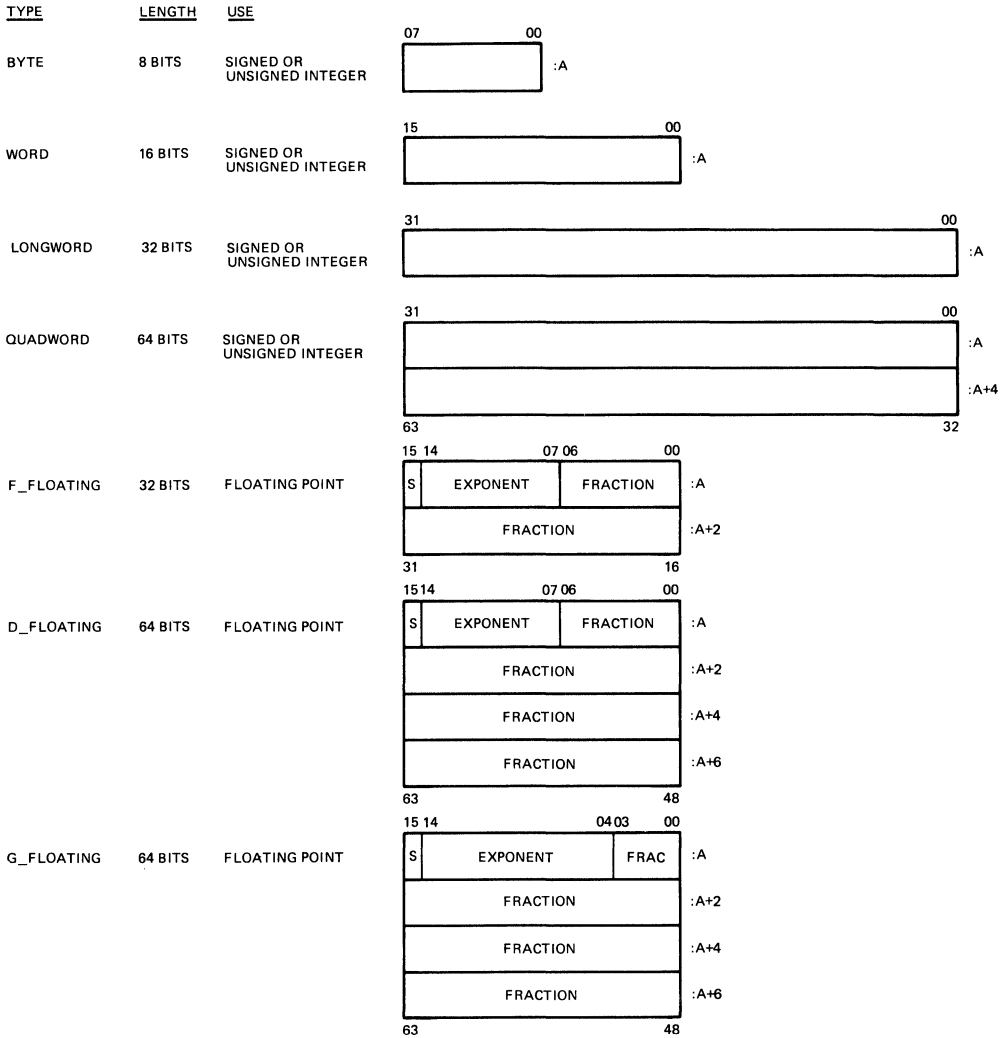 TYPE LENGTH USE
07 00
BYTE 8 BITS SIGNED OR
UNSIGNED INTEGER
:A
15 00
WORD 16 BITS SIGNED OR
UNSIGNED INTEGER
:A
31 00
LONGWORD 32 BITS SIGNED OR
UNSIGNED INTEGER
:A
31 00
QUADWORD 64 BITS SIGNED OR
UNSIGNED INTEGER
:A
:A+4
63 32
15 14 07 06 00
F_FLOATING 32 BITS FLOATING POINT S EXPONENT FRACTION :A
FRACTION :A+2
31 16
15 14 07 06 00
D_FLOATING 64 BITS FLOATING POINT S EXPONENT FRACTION :A
FRACTION :A+2
FRACTION :A+4
FRACTION :A+6
63 48
15 14 04 03 00
G_FLOATING 64 BITS FLOATING POINT S EXPONENT FRAC :A
FRACTION :A+2
FRACTION :A+4
FRACTION :A+6
63 48